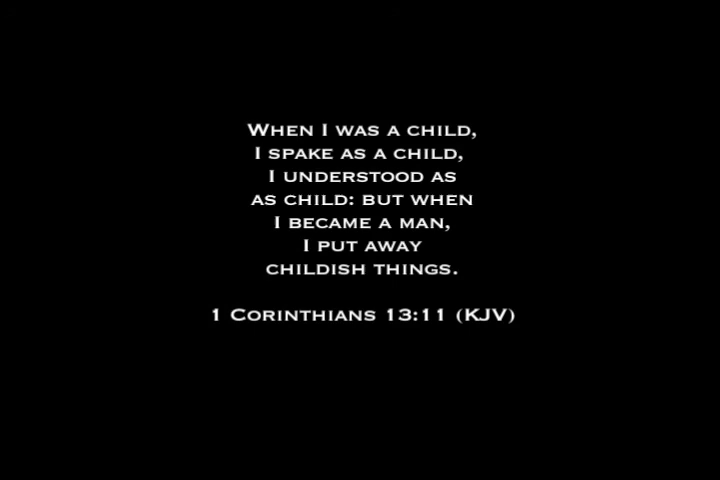 When I was a child,
I spake as a child,
I understood as
as child: but when
I became a man,
I put away
childish things.
1 Corinthians 13:11 (KJV)